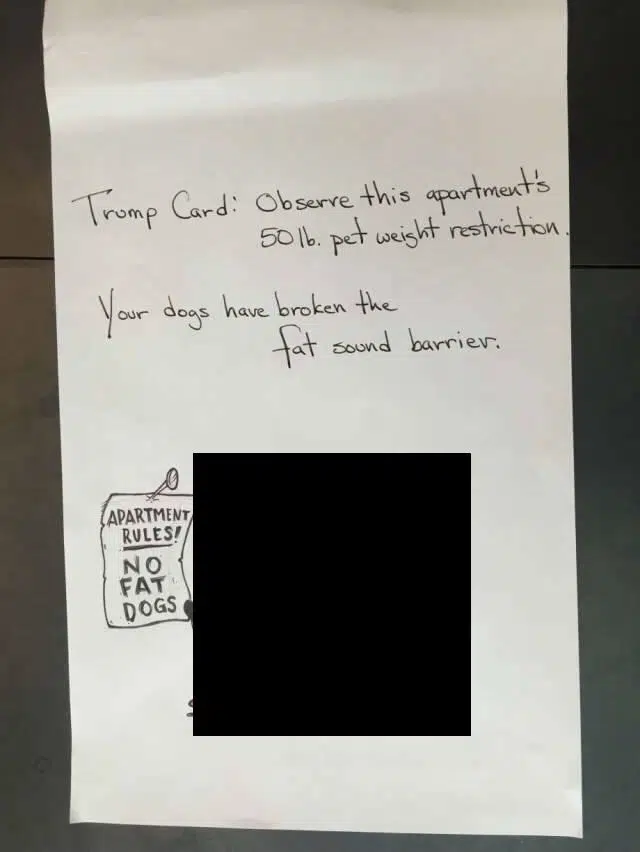 Trump Card: Observe this apartment's
50 lb. pet weight restriction.
Your dogs have broken the
fat sound barrier.
APARTMENT
RULES!
NO
FAT
DOGS